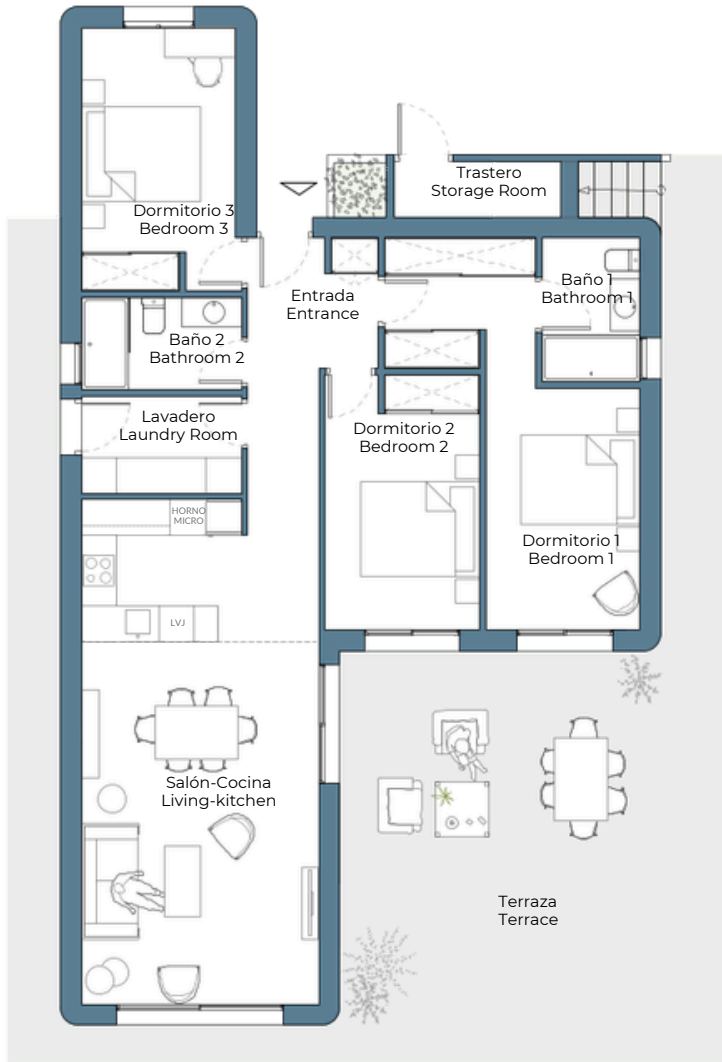 Trastero
Storage Room
Dormitorio 3
Bedroom 3
Baño 1
Bathroom 1
Entrada
Entrance
Baño 2
Bathroom 2
Lavadero
Laundry Room
Dormitorio 2
Bedroom 2
HORNO
MICRO
Dormitorio 1
Bedroom 1
LVJ
Salón-Cocina
Living-kitchen
Terraza
Terrace